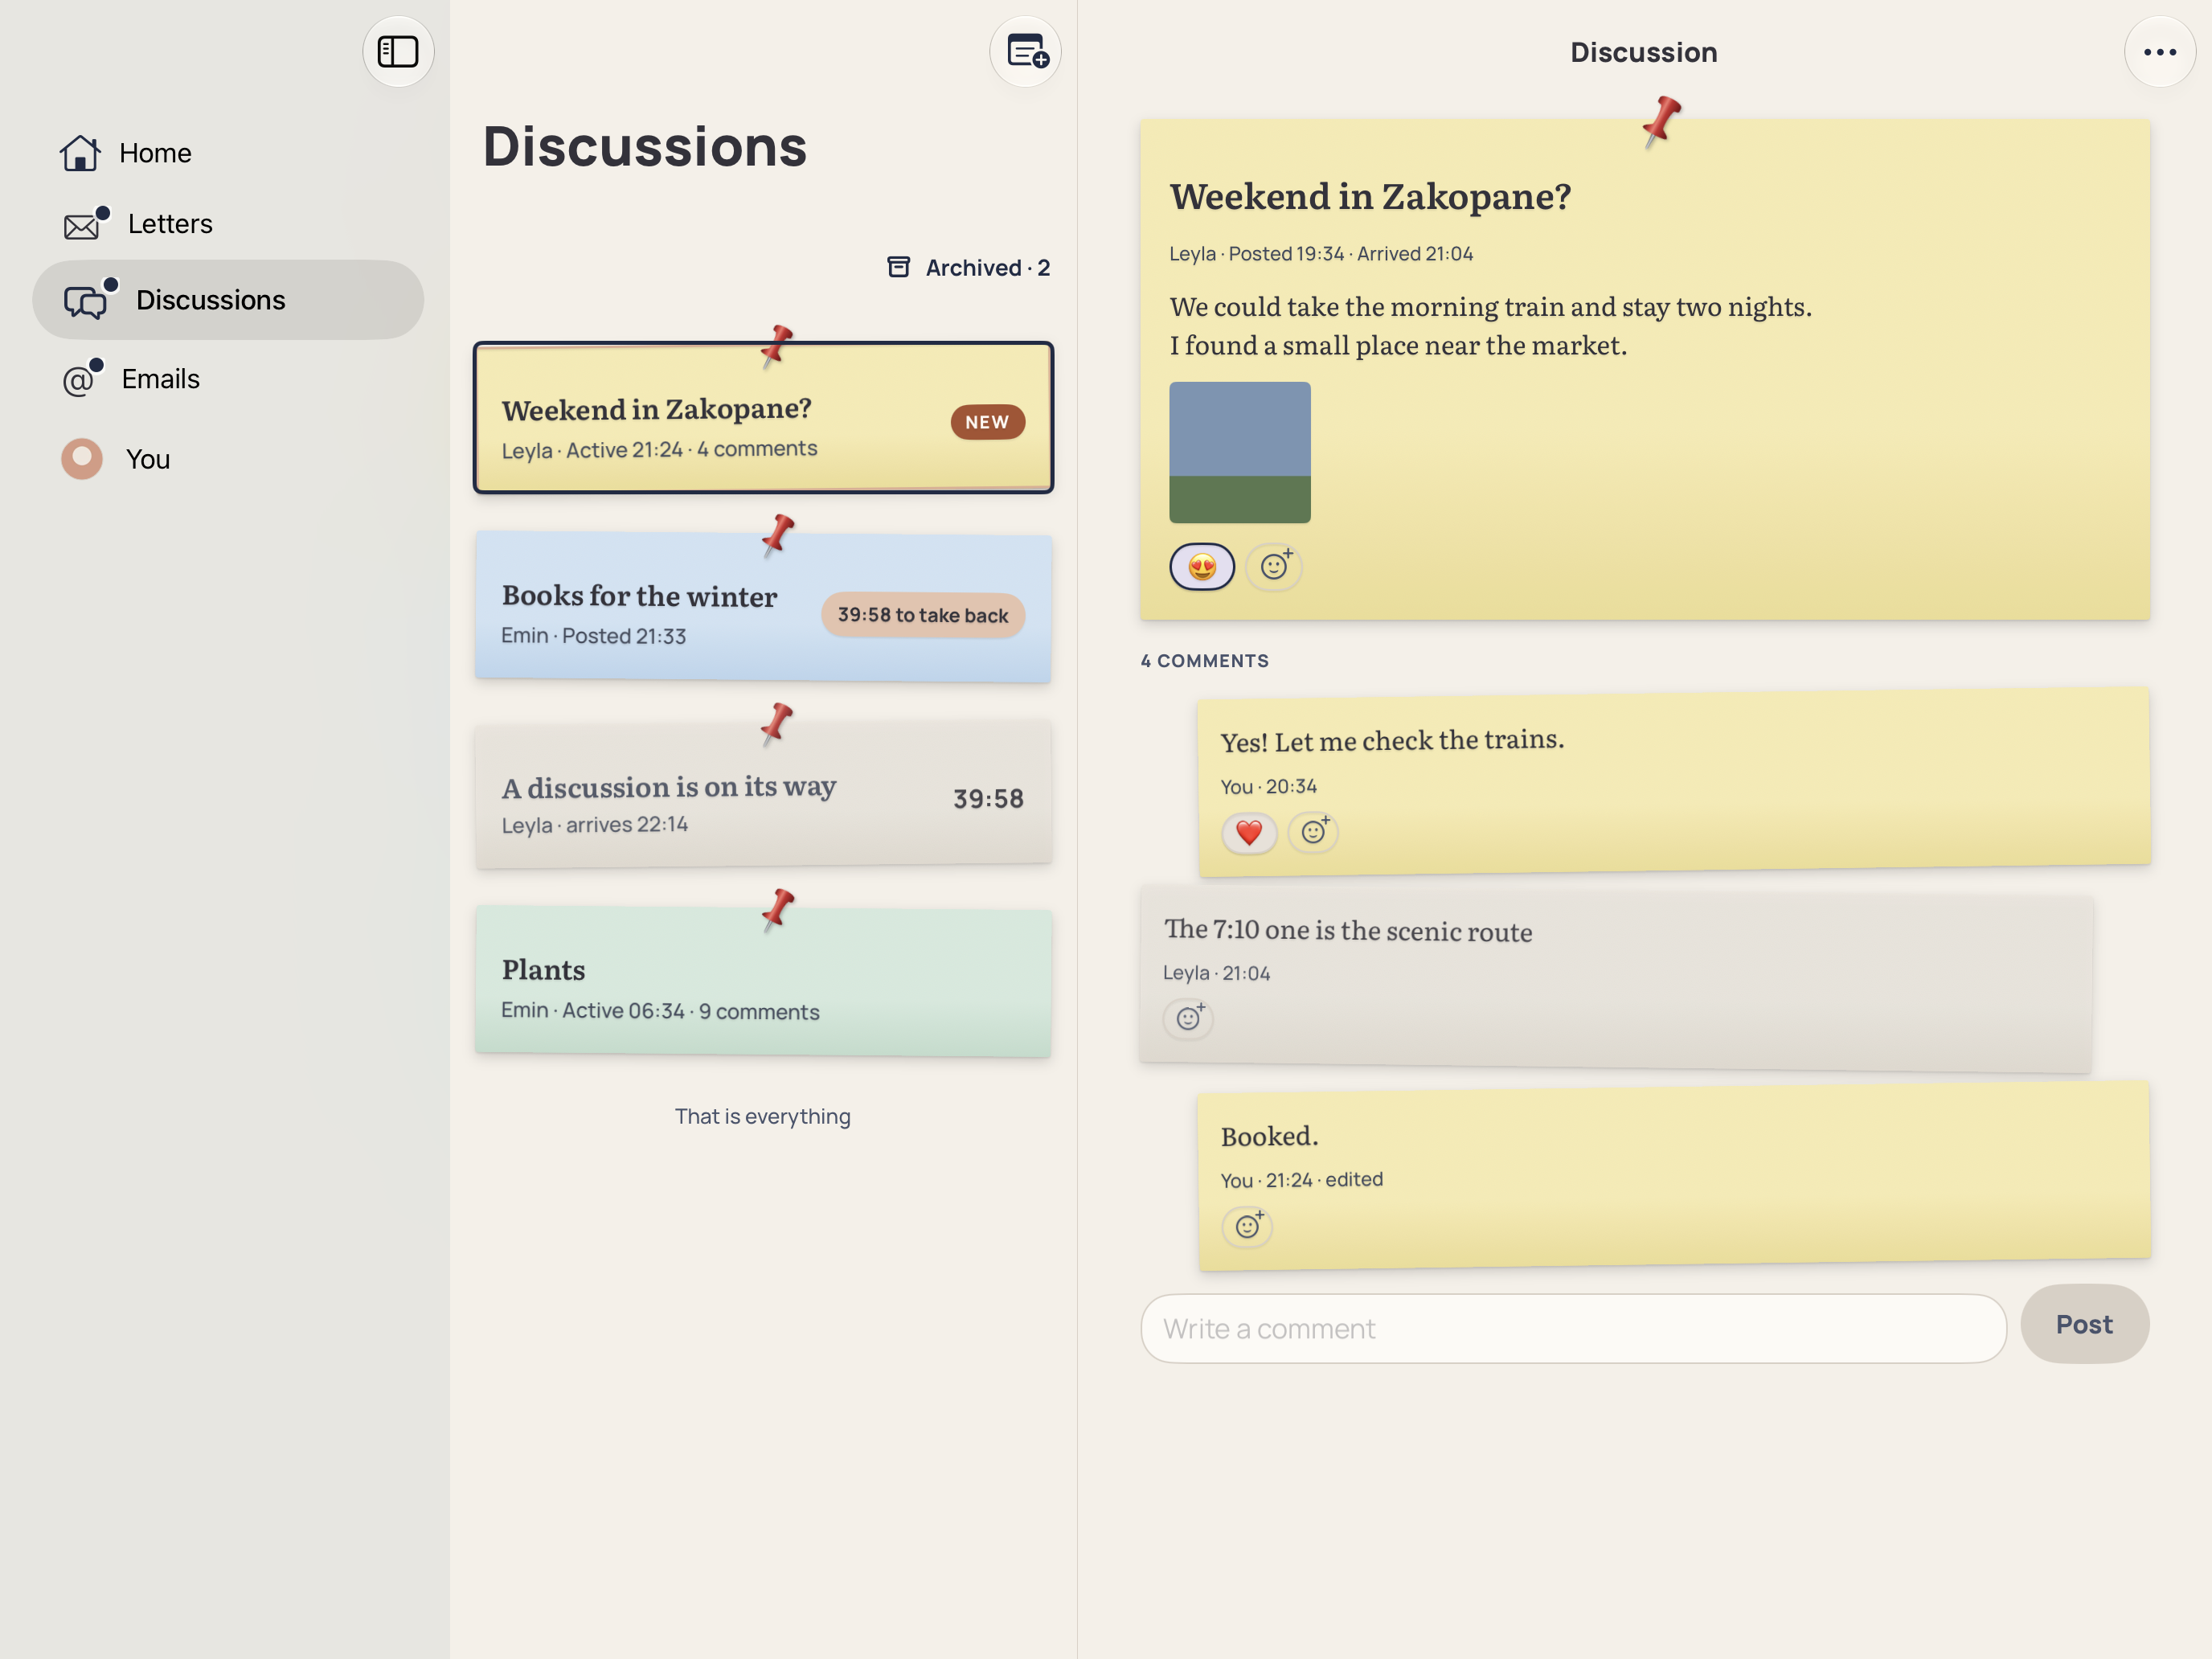 Home
Letters
Discussions
@ Emails
You
Discussions
Archived · 2
Weekend in Zakopane?
Leyla · Active 21:24 · 4 comments
NEW
Books for the winter
Emin · Posted 21:33
39:58 to take back
A discussion is on its way
Leyla · arrives 22:14
39:58
Plants
Emin · Active 06:34 · 9 comments
That is everything
Discussion
Weekend in Zakopane?
Leyla · Posted 19:34 · Arrived 21:04
We could take the morning train and stay two nights.
I found a small place near the market.
4 COMMENTS
Yes! Let me check the trains.
You · 20:34
The 7:10 one is the scenic route
Leyla · 21:04
Booked.
You · 21:24 · edited
Write a comment
Post